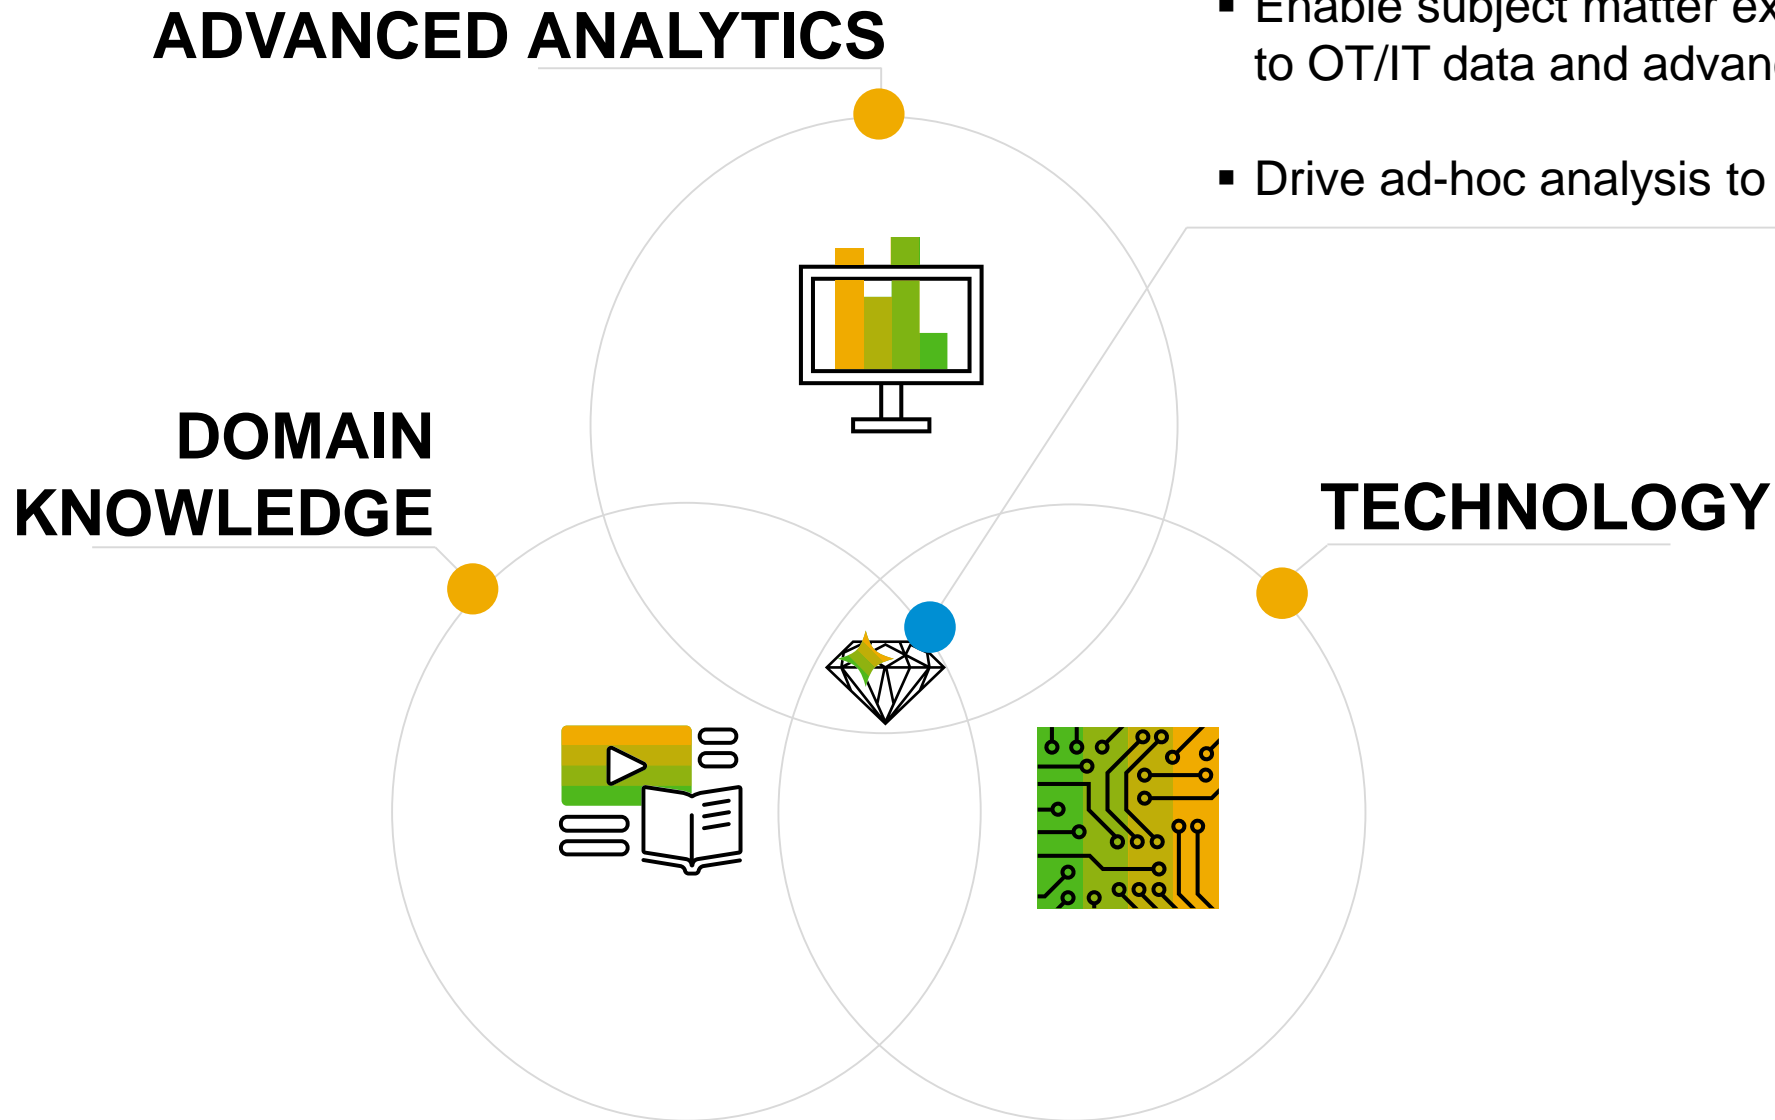 ADVANCED ANALYTICS
▪ Enable subject matter
to OT/IT data and
▪ Drive ad-hoc analysis to
DOMAIN
KNOWLEDGE
TECHNOLOGY